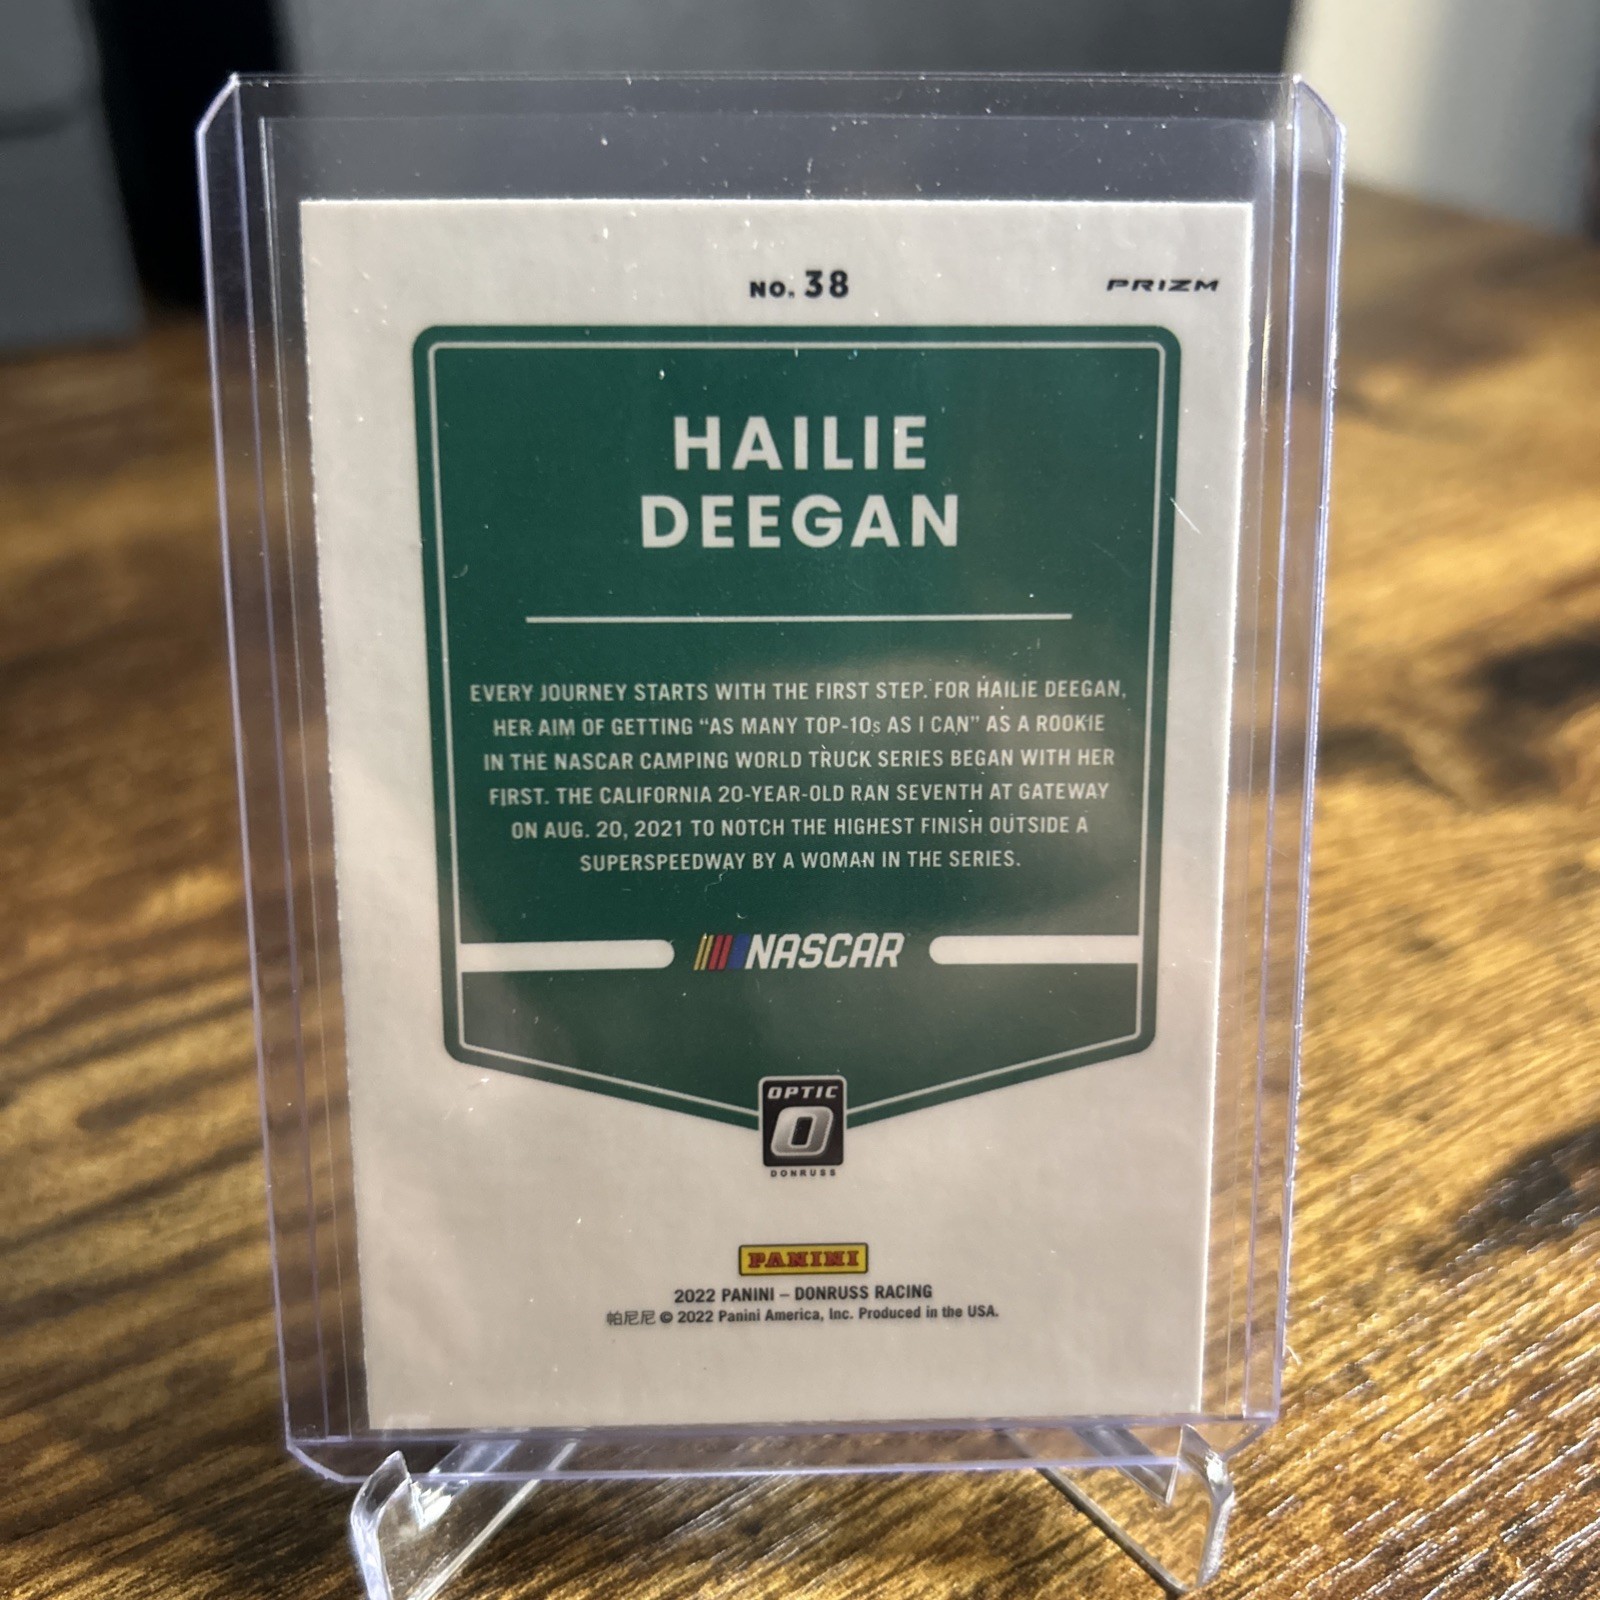 NO. 38
PRIZM
HAILIE
DEEGAN
EVERY JOURNEY STARTS WITH THE FIRST STEP. FOR HAILIE DEEGAN,
HER AIM OF GETTING “AS MANY TOP-10s AS I CAN” AS A ROOKIE
IN THE NASCAR CAMPING WORLD TRUCK SERIES BEGAN WITH HER
FIRST. THE CALIFORNIA 20-YEAR-OLD RAN SEVENTH AT GATEWAY
ON AUG. 20, 2021 TO NOTCH THE HIGHEST FINISH OUTSIDE A
SUPERSPEEDWAY BY A WOMAN IN THE SERIES.
NASCAR
OPTIC
O
DONRUSS
PANINI
2022 PANINI – DONRUSS RACING
帕尼尼 © 2022 Panini America, Inc. Produced in the USA.